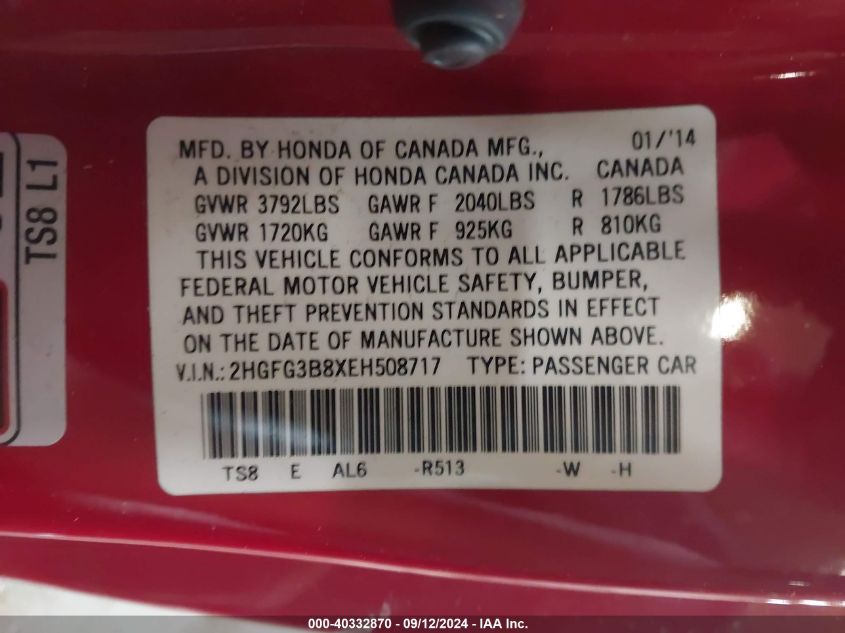 MFD. BY HONDA OF CANADA MFG., 01/'14
A DIVISION OF HONDA CANADA INC. CANADA
GVWR 3792LBS GAWR F 2040LBS R 1786LBS
GVWR 1720KG GAWR F 925KG R 810KG
THIS VEHICLE CONFORMS TO ALL APPLICABLE
FEDERAL MOTOR VEHICLE SAFETY, BUMPER,
AND THEFT PREVENTION STANDARDS IN EFFECT
ON THE DATE OF MANUFACTURE SHOWN ABOVE.
V.I.N.: 2HGFG3B8XEH508717 TYPE: PASSENGER CAR
TS8 E AL6 -R513 -W -H
TS8 L1
000-40332870 - 09/12/2024 - IAA Inc.